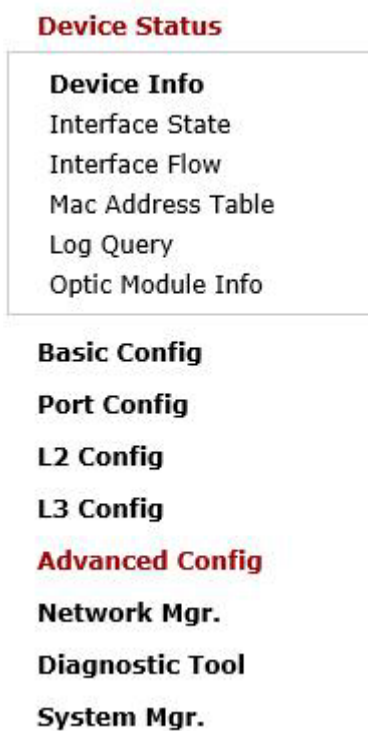 Device Status
Device Info
Interface State
Interface Flow
Mac Address Table
Log Query
Optic Module Info
Basic Config
Port Config
L2 Config
L3 Config
Advanced Config
Network Mgr.
Diagnostic Tool
System Mgr.